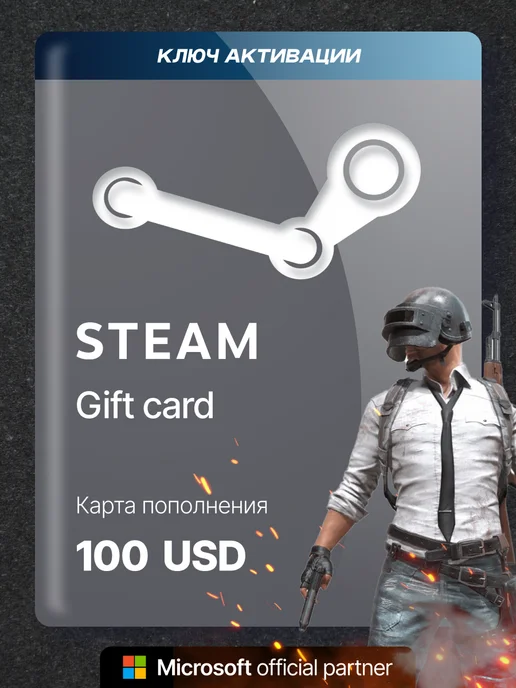 КЛЮЧ АКТИВАЦИИ
STEAM
Gift card
Карта пополнения
100 USD
Microsoft official partner